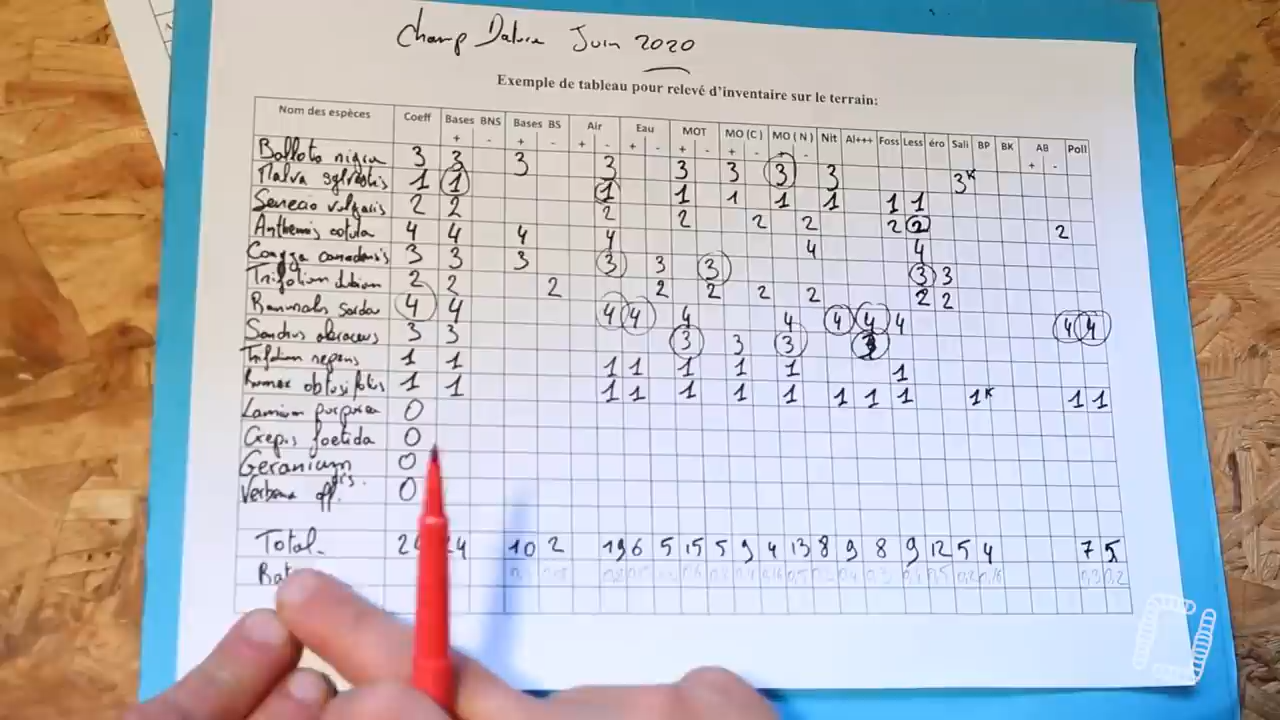 Champ Datura Juin 2020
Exemple de tableau pour relevé d'inventaire sur le terrain:
Nom des espèces Coeff Bases BNS Bases BS Air Eau MOT MO (C) MO (N) Nit Al+++ Foss Less éro Sali BP BK AB Poll
+ - + - + - + - + - + - + - + -
Ballota nigra 3 3 3 3 3 3 3 3
Malva sylvestris 1 1 1 1 1 1 1 1 1 3*
Senecio vulgaris 2 2 2 2 2 2 2 2 2
Anthemis cotula 4 4 4 4 4 4
Conyza canadensis 3 3 3 3 3 3 3 3
Trifolium dubium 2 2 2 2 2 2 2 2 2
Ranunculus Sardou 4 4 4 4 4 4 4 4 4 4 4
Sonchus oleraceus 3 3 3 3 3 3
Trifolium repens 1 1 1 1 1 1 1 1
Rumex obtusifolius 1 1 1 1 1 1 1 1 1 1 1* 1 1
Lamium purpurea 0
Crepis foetida 0
Geranium 0
Verbena off. 0
Total 24 10 2 19 6 5 15 5 9 4 13 8 9 8 9 12 5 4 7 5